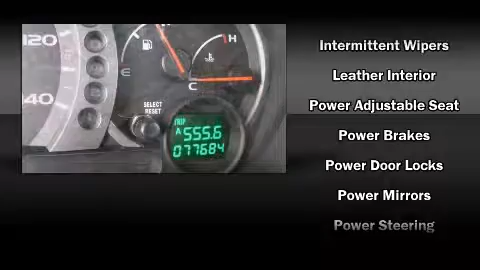 120
40
E
H
C
SELECT
RESET
TRIP
A 555.6
077684
Intermittent Wipers
Leather Interior
Power Adjustable Seat
Power Brakes
Power Door Locks
Power Mirrors
Power Steering